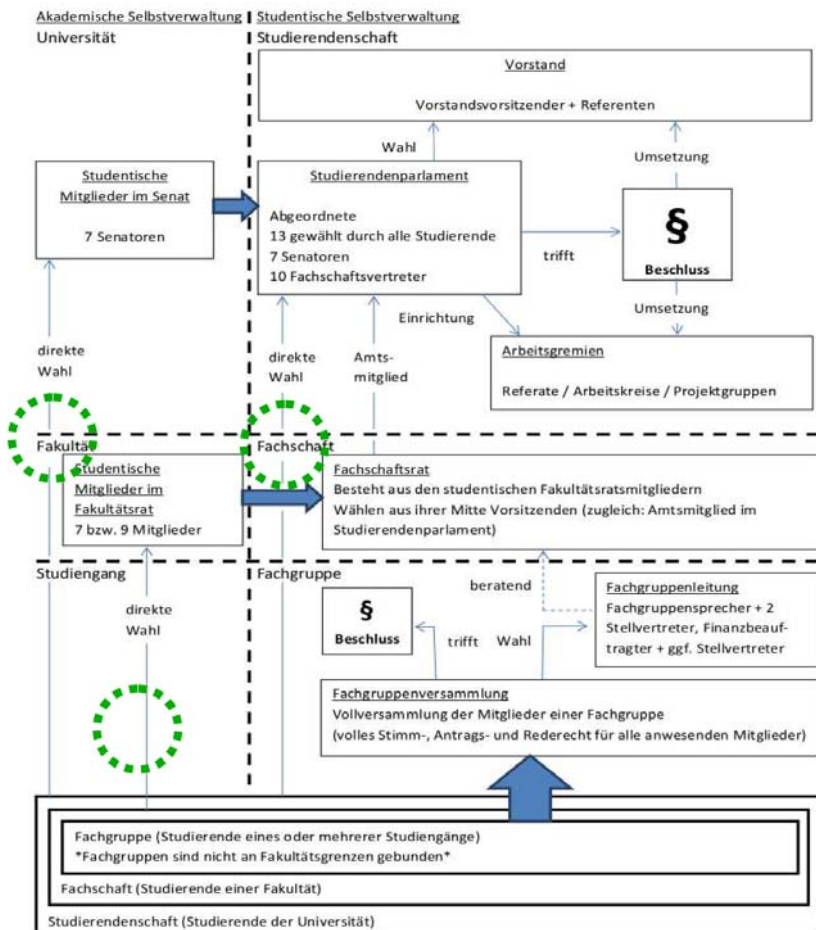 Akademische Selbstverwaltung
Universität
Studentische Selbstverwaltung
Studierendenschaft
Vorstand
Vorstandsvorsitzender + Referenten
Wahl
Umsetzung
Studentische
Mitglieder im Senat
7 Senatoren
Studierendenparlament
Abgeordnete
13 gewählt durch alle Studierende
7 Senatoren
10 Fachschaftsvertreter
trifft
§
Beschluss
Einrichtung
Umsetzung
direkte
Wahl
direkte
Wahl
Amts-
mitglied
Arbeitsgremien
Referate / Arbeitskreise / Projektgruppen
Fakultät
Fachschaft
Studentische
Mitglieder im
Fakultätsrat
7 bzw. 9 Mitglieder
Fachschaftsrat
Besteht aus den studentischen Fakultätsratsmitgliedern
Wählen aus ihrer Mitte Vorsitzenden (zugleich: Amtsmitglied im
Studierendenparlament)
Studiengang
Fachgruppe
direkte
Wahl
beratend
Fachgruppenleitung
Fachgruppensprecher + 2
Stellvertreter, Finanzbeauf-
tragter + ggf. Stellvertreter
§
Beschluss
trifft
Wahl
Fachgruppenversammlung
Vollversammlung der Mitglieder einer Fachgruppe
(volles Stimm-, Antrags- und Rederecht für alle anwesenden Mitglieder)
Fachgruppe (Studierende eines oder mehrerer Studiengänge)
*Fachgruppen sind nicht an Fakultätsgrenzen gebunden*
Fachschaft (Studierende einer Fakultät)
Studierendenschaft (Studierende der Universität)